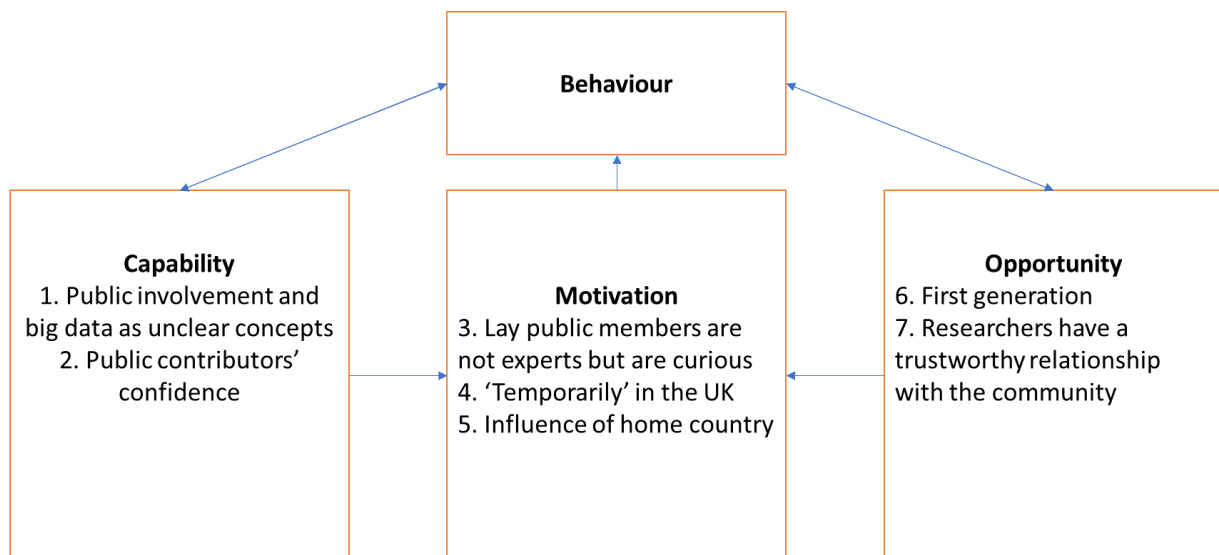 Behaviour
Capability
1. Public involvement and
big data as unclear concepts
2. Public contributors’
confidence
Motivation
3. Lay public members are
not experts but are curious
4. ‘Temporarily’ in the UK
5. Influence of home country
Opportunity
6. First generation
7. Researchers have a
trustworthy relationship
with the community